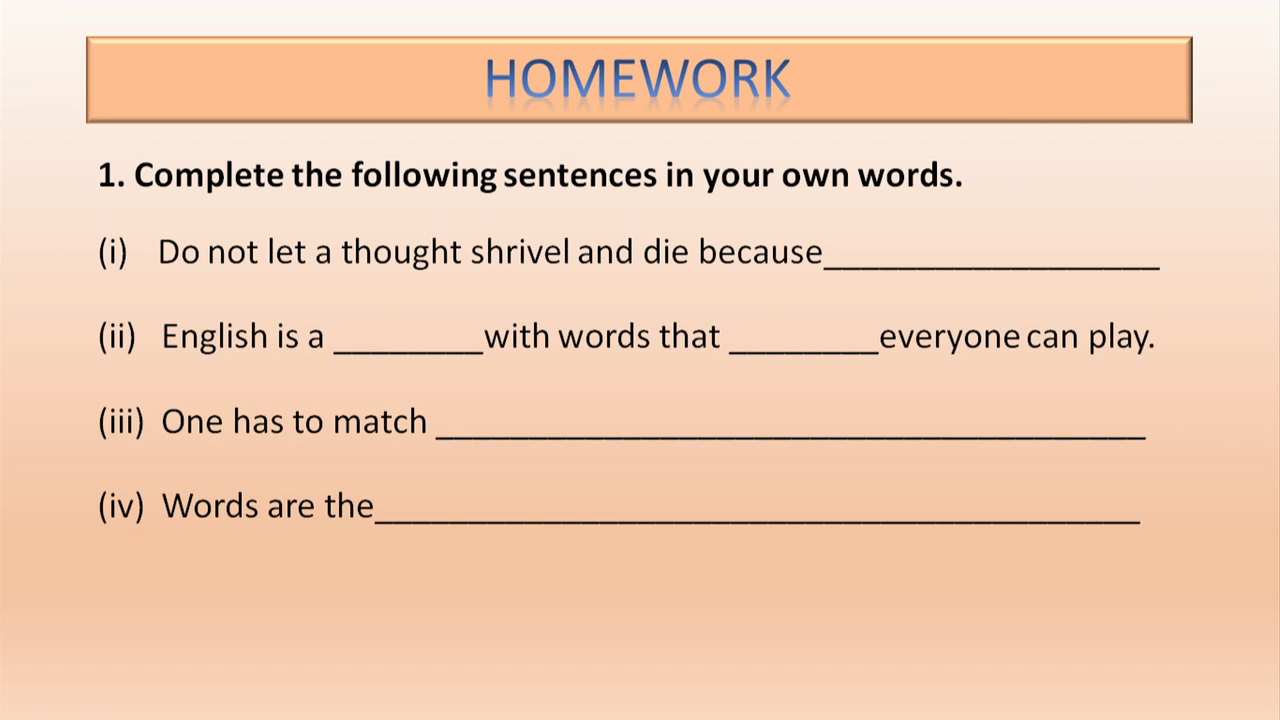 HOMEWORK
1. Complete the following sentences in your own words.
(i) Do not let a thought shrivel and die because__________________
(ii) English is a ________with words that ________everyone can play.
(iii) One has to match ______________________________________
(iv) Words are the_________________________________________